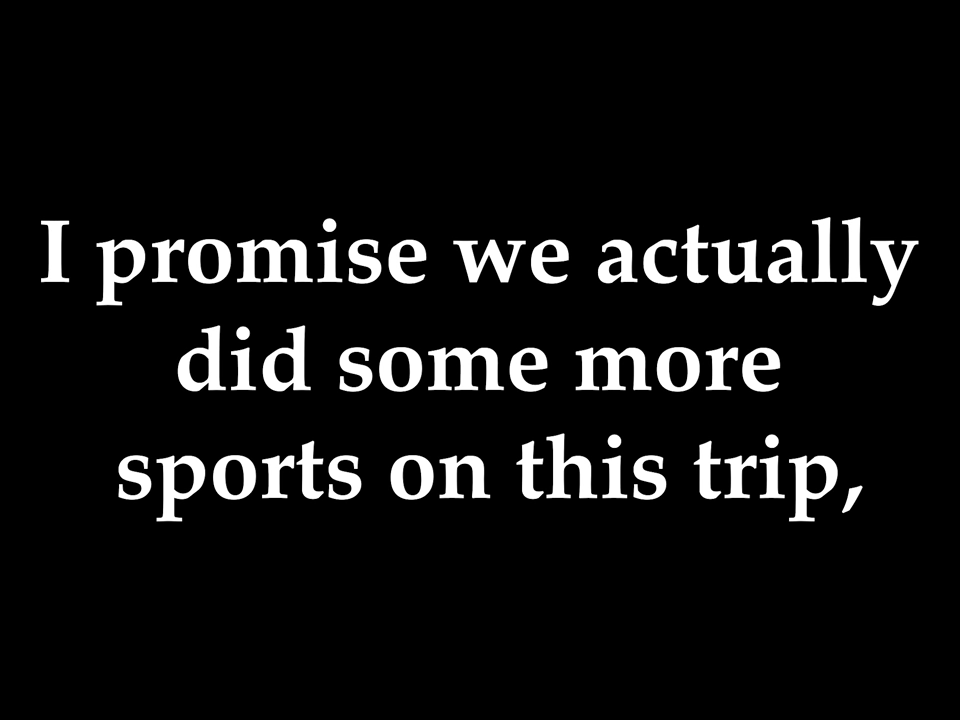 I promise we actually
did some more
sports on this trip,